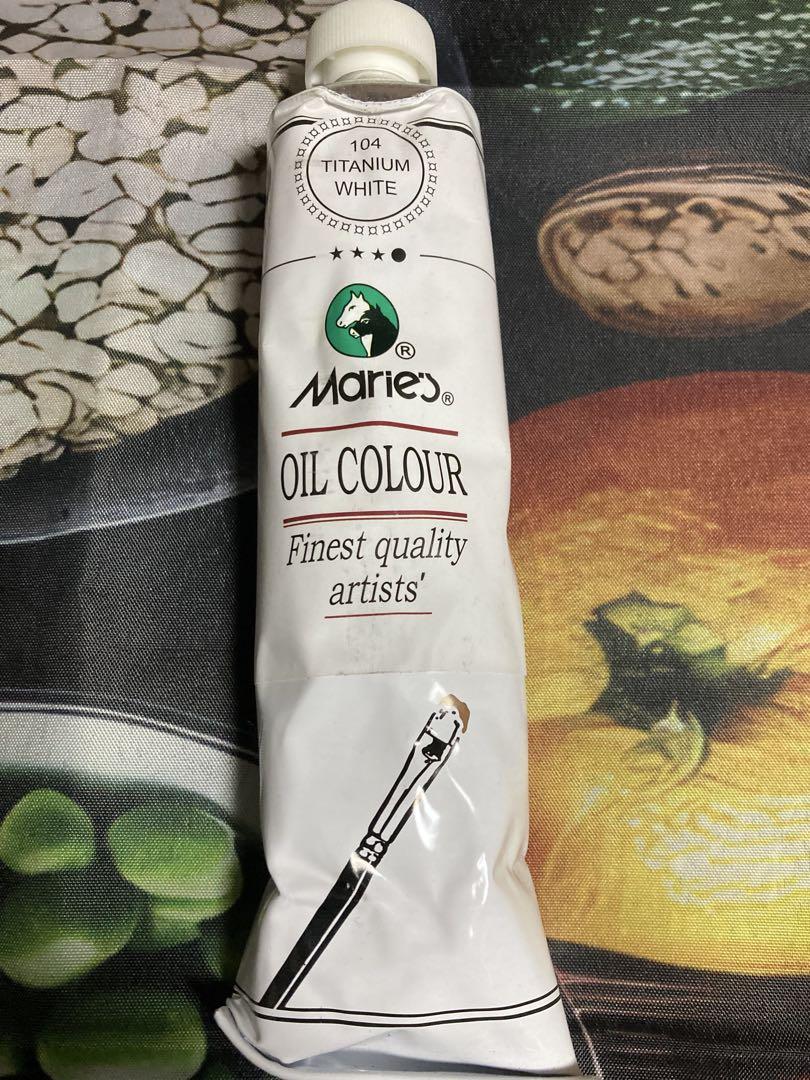 104
TITANIUM
WHITE
★★★●
®
Marie's®
OIL COLOUR
Finest quality
artists'